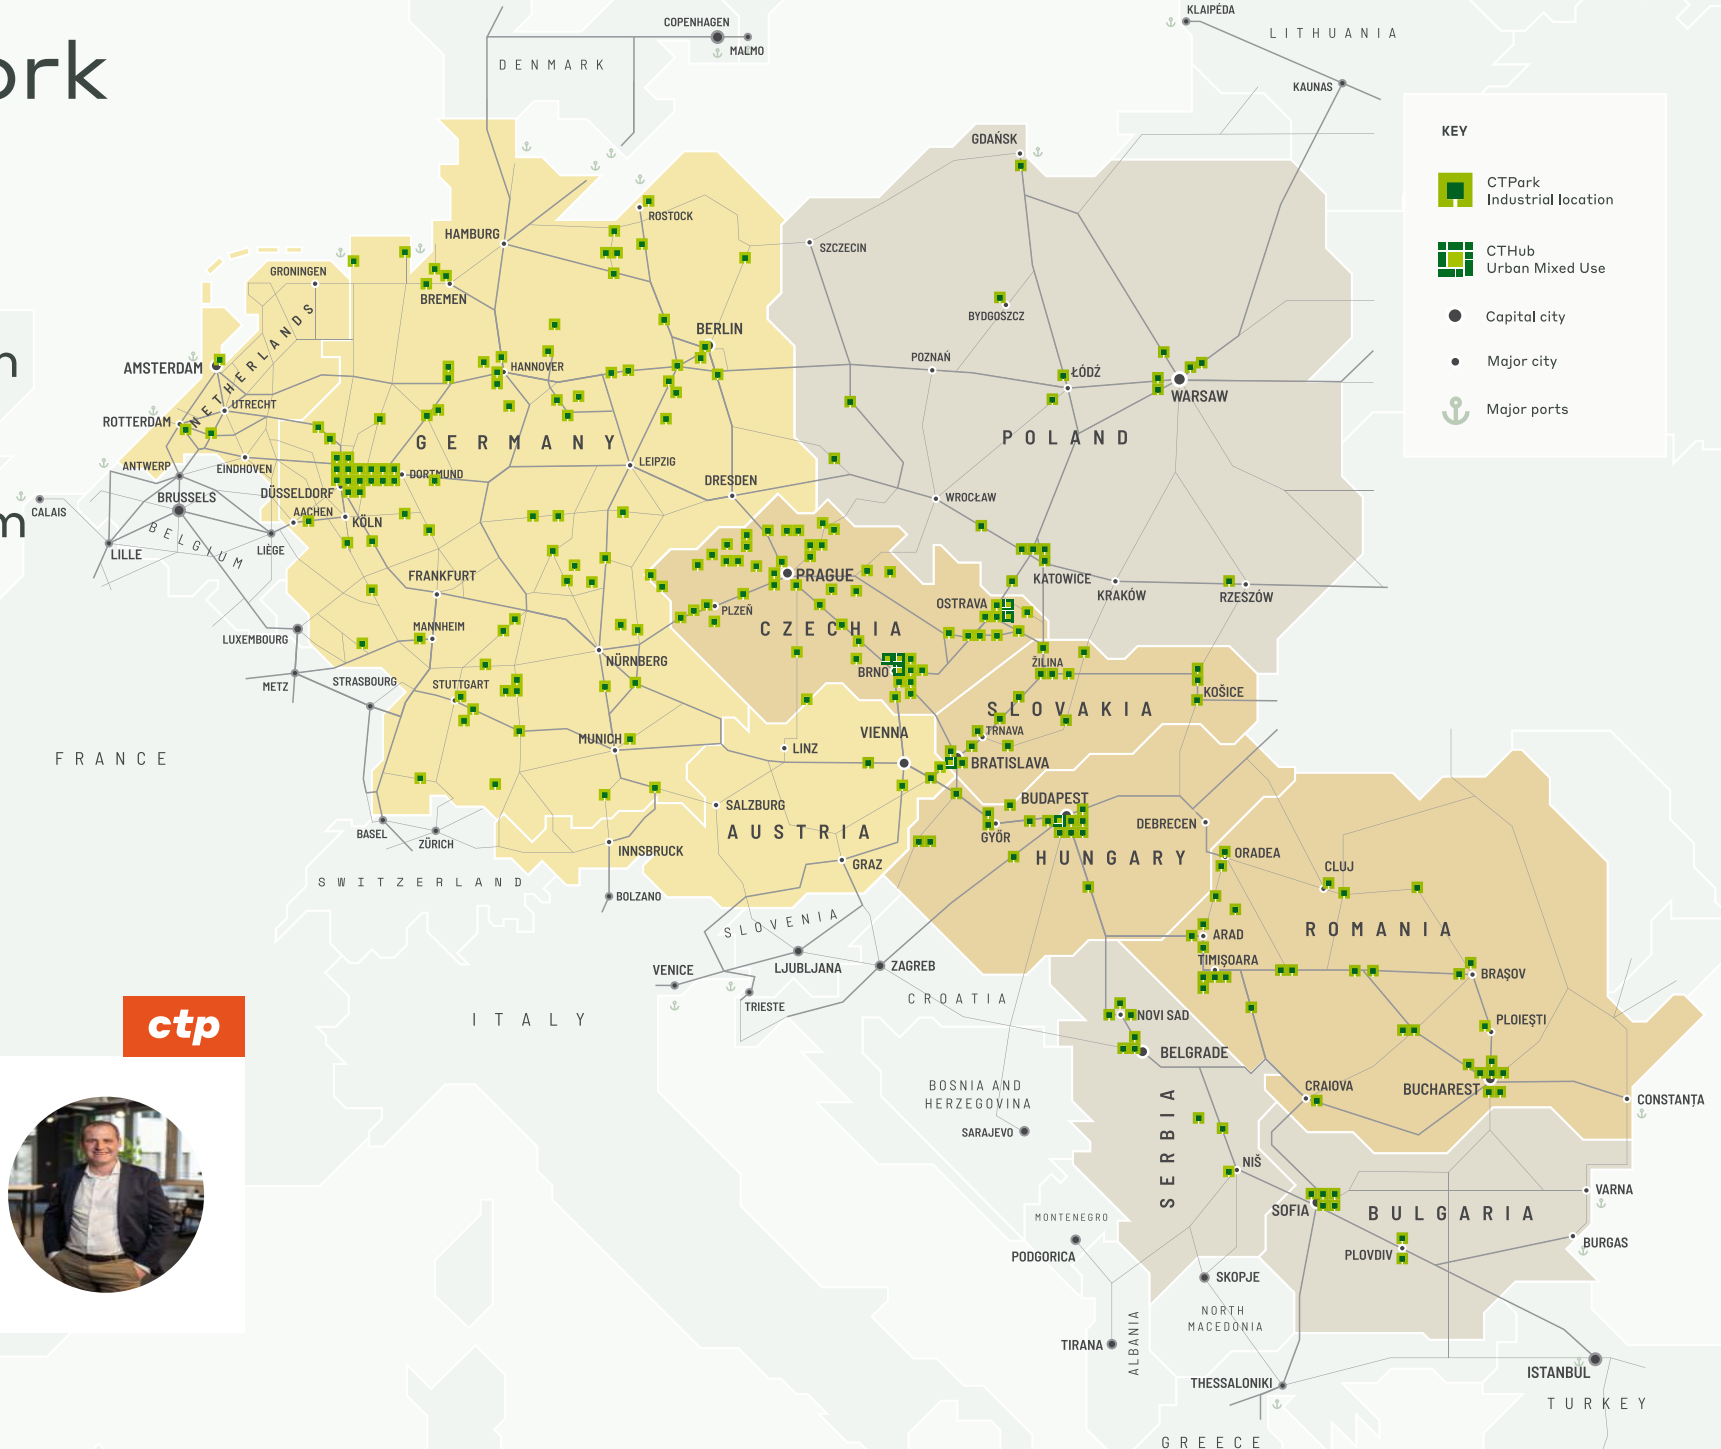 ork
n
m
ctp
KEY
CTPark
Industrial location
CTHub
Urban Mixed Use
Capital city
Major city
Major ports
COPENHAGEN
MALMO
DENMARK
KLAIPÉDA
LITHUANIA
KAUNAS
GDAŃSK
ROSTOCK
HAMBURG
SZCZECIN
GRONINGEN
BREMEN
BYDGOSZCZ
NETHERLANDS
BERLIN
AMSTERDAM
HANNOVER
POZNAŃ
ŁÓDŹ
WARSAW
UTRECHT
ROTTERDAM
GERMANY
POLAND
ANTWERP
EINDHOVEN
DORTMUND
LEIPZIG
DRESDEN
BRUSSELS
DÜSSELDORF
WROCŁAW
CALAIS
AACHEN
KÖLN
BELGIUM
LILLE
LIÉGE
FRANKFURT
PRAGUE
KATOWICE
KRAKÓW
RZESZÓW
OSTRAVA
PLZEŇ
LUXEMBOURG
MANNHEIM
CZECHIA
NÜRNBERG
ŽILINA
BRNO
METZ
STRASBOURG
STUTTGART
KOŠICE
SLOVAKIA
VIENNA
TRNAVA
MUNICH
LINZ
FRANCE
BRATISLAVA
SALZBURG
BUDAPEST
DEBRECEN
BASEL
ZÜRICH
AUSTRIA
GYŐR
INNSBRUCK
HUNGARY
ORADEA
GRAZ
CLUJ
SWITZERLAND
BOLZANO
SLOVENIA
ROMANIA
ARAD
VENICE
LJUBLJANA
ZAGREB
TIMIȘOARA
BRAȘOV
TRIESTE
CROATIA
ITALY
NOVI SAD
PLOIEȘTI
BELGRADE
BOSNIA AND
HERZEGOVINA
CRAIOVA
BUCHAREST
CONSTANȚA
SARAJEVO
SERBIA
NIŠ
VARNA
SOFIA
BULGARIA
MONTENEGRO
PODGORICA
PLOVDIV
BURGAS
SKOPJE
NORTH
MACEDONIA
TIRANA
ALBANIA
ISTANBUL
THESSALONIKI
TURKEY
GREECE